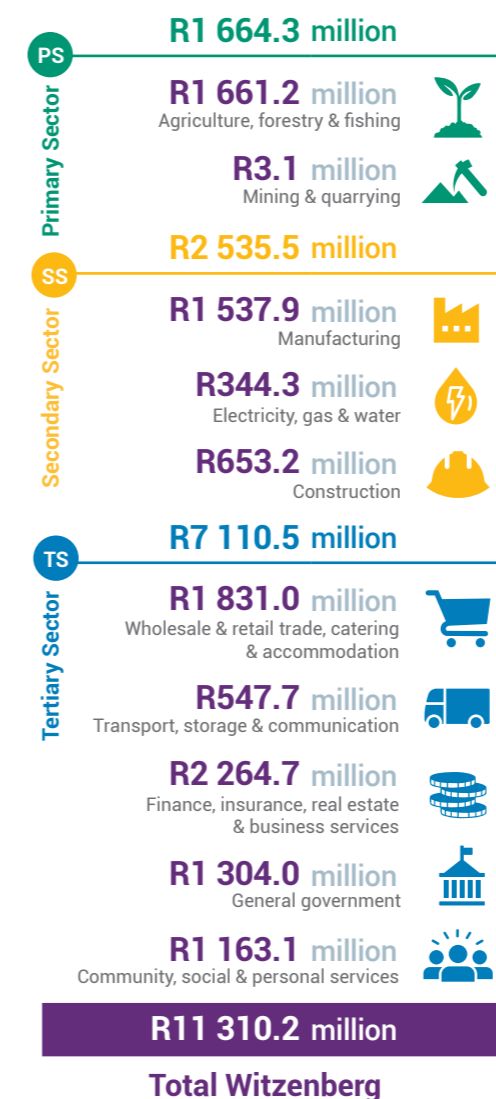 R1 664.3 million
PS
Primary Sector
R1 661.2 million
Agriculture, forestry & fishing
R3.1 million
Mining & quarrying
R2 535.5 million
SS
Secondary Sector
R1 537.9 million
Manufacturing
R344.3 million
Electricity, gas & water
R653.2 million
Construction
R7 110.5 million
TS
Tertiary Sector
R1 831.0 million
Wholesale & retail trade, catering
& accommodation
R547.7 million
Transport, storage & communication
R2 264.7 million
Finance, insurance, real estate
& business services
R1 304.0 million
General government
R1 163.1 million
Community, social & personal services
R11 310.2 million
Total Witzenberg